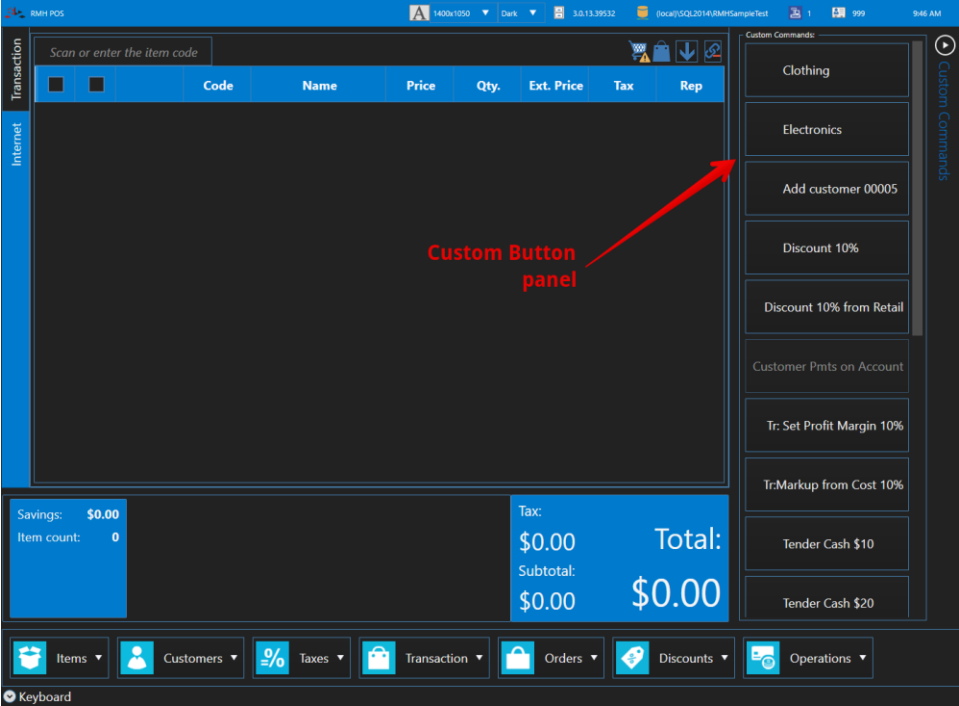 RMH POS
A 1400x1050 Dark 3.0.13.39532 (local)\SQL2014\RMHSampleTest 1 999 9:46 AM
Transaction
Internet
Scan or enter the item code
Code Name Price Qty. Ext. Price Tax Rep
Custom Button
panel
Custom Commands:
Clothing
Electronics
Add customer 00005
Discount 10%
Discount 10% from Retail
Customer Pmts on Account
Tr: Set Profit Margin 10%
Tr:Markup from Cost 10%
Tender Cash $10
Tender Cash $20
Custom Commands
Savings: $0.00
Item count: 0
Tax:
$0.00
Subtotal:
$0.00
Total:
$0.00
Items Customers Taxes Transaction Orders Discounts Operations
Keyboard